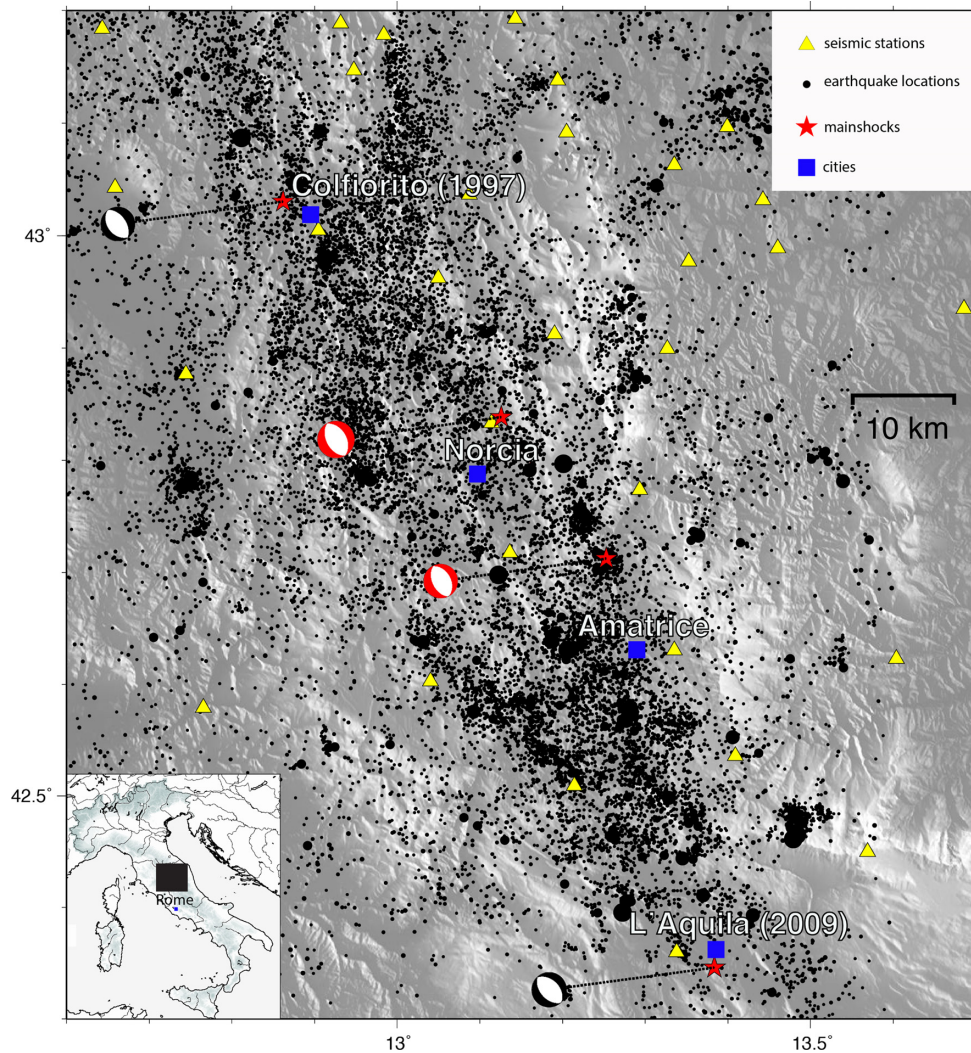 seismic stations
earthquake locations
mainshocks
cities
Colfiorito (1997)
43˚
10 km
Norcia
Amatrice
42.5˚
Rome
L'Aquila (2009)
13˚
13.5˚